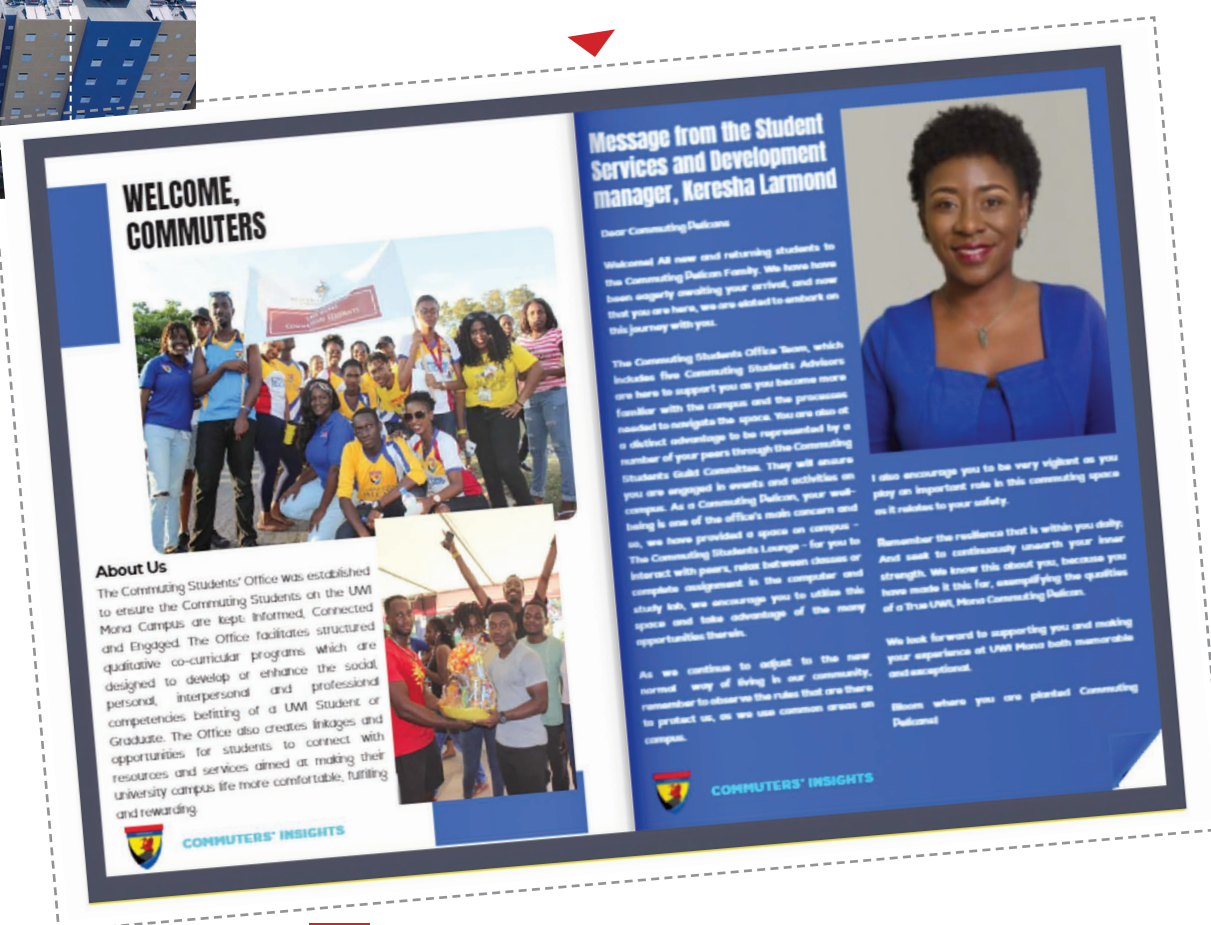 WELCOME,
COMMUTERS
About Us
The Commuting Students' Office was established
to ensure the Commuting Students on the UWI
Mona Campus are kept: Informed, Connected
and Engaged. The Office facilitates structured
qualitative co-curricular programs which are
designed to develop or enhance the social,
personal, interpersonal and professional
competencies befitting of a UWI Student or
Graduate. The Office also creates linkages and
opportunities for students to connect with
resources and services aimed at making their
university campus life more comfortable, fulfilling
and rewarding.
COMMUTERS' INSIGHTS
Message from the Student
Services and Development
manager, Keresha Larmond
Dear Commuting Pelicans
Welcome! All new and returning students to
the Commuting Pelican Family. We have have
been eagerly awaiting your arrival, and now
that you are here, we are elated to embark on
this journey with you.
The Commuting Students Office Team, which
includes five Commuting Students Advisors
are here to support you as you become more
familiar with the campus and the processes
needed to navigate the space. You are also at
a distinct advantage to be represented by a
number of your peers through the Commuting
Students Guild Committee. They will ensure
you are engaged in events and activities on
campus. As a Commuting Pelican, your well-
being is one of the office's main concern and
so, we have provided a space on campus -
The Commuting Students Lounge - for you to
interact with peers, relax between classes or
complete assignment in the computer and
study lab, we encourage you to utilize this
space and take advantage of the many
opportunities therein.
As we continue to adjust to the new
normal way of living in our community,
remember to observe the rules that are there
to protect us, as we use common areas on
campus.
I also encourage you to be very vigilant as you
play an important role in this commuting space
as it relates to your safety.
Remember the resilience that is within you daily;
And seek to continuously unearth your inner
strength. We know this about you, because you
have made it this far, exemplifying the qualities
of a True UWI, Mona Commuting Pelican.
We look forward to supporting you and making
your experience at UWI Mona both memorable
and exceptional.
Bloom where you are planted Commuting
Pelicans!
COMMUTERS' INSIGHTS